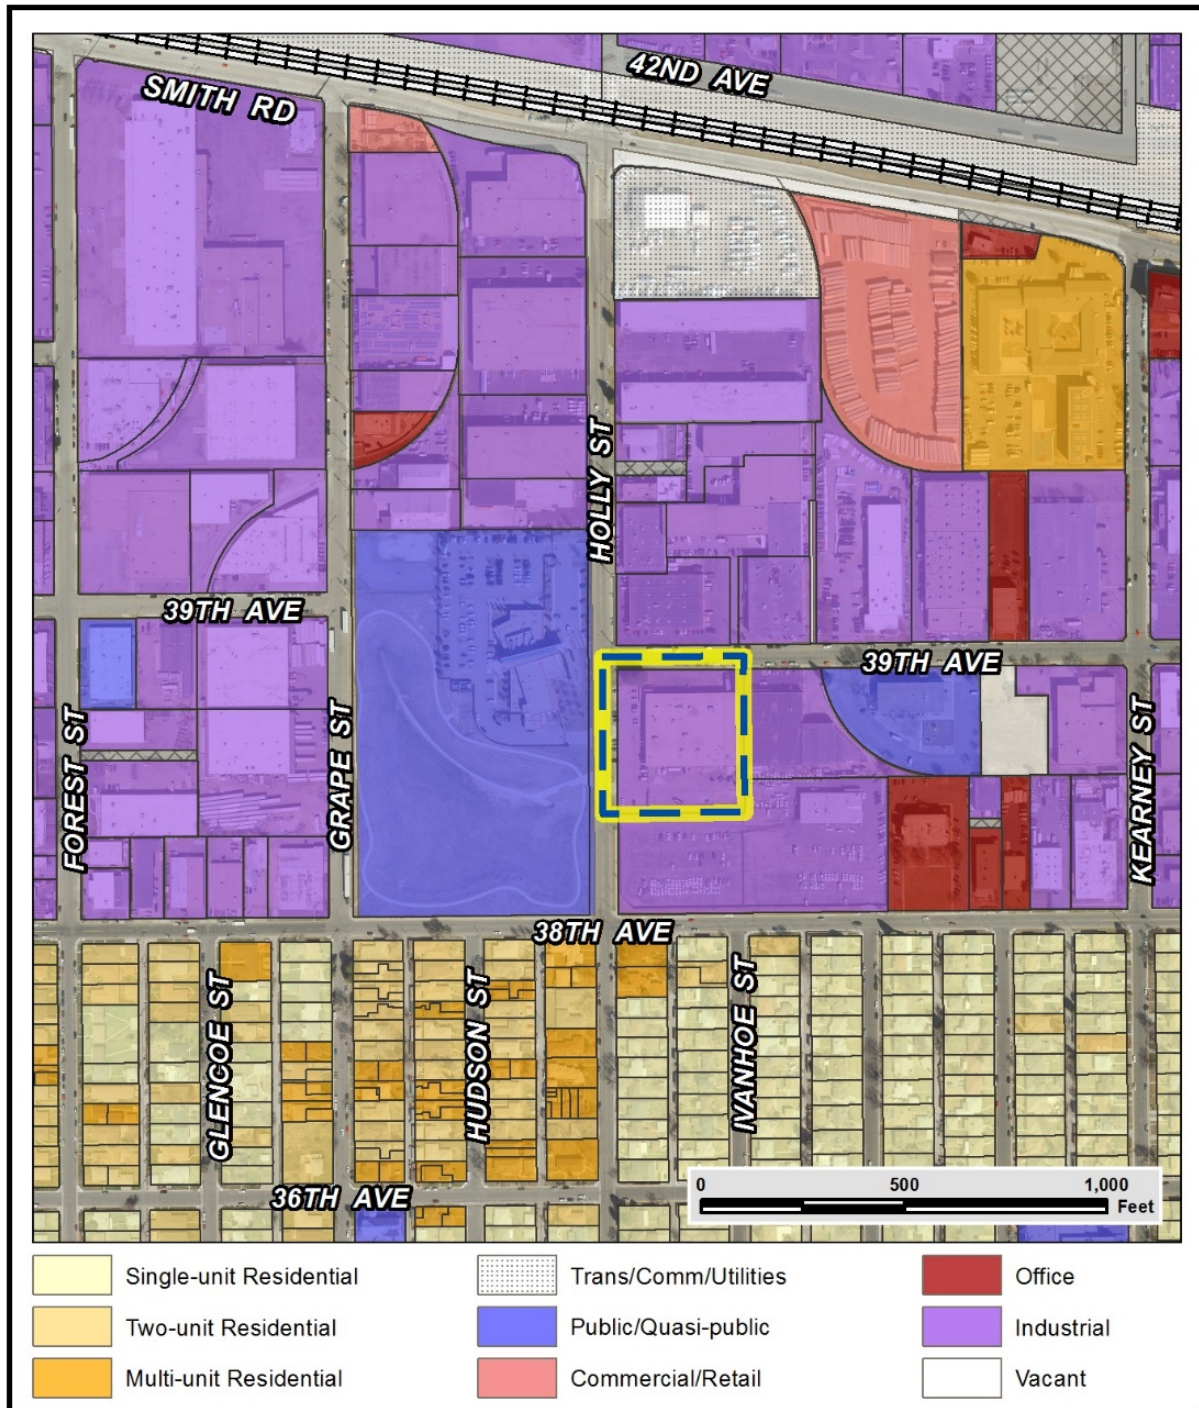 42ND AVE
SMITH RD
HOLLY ST
39TH AVE
39TH AVE
FOREST ST
GRAPE ST
KEARNEY ST
38TH AVE
GLENCOE ST
HUDSON ST
IVANHOE ST
36TH AVE
0 500 1,000
Feet
Single-unit Residential
Two-unit Residential
Multi-unit Residential
Trans/Comm/Utilities
Public/Quasi-public
Commercial/Retail
Office
Industrial
Vacant